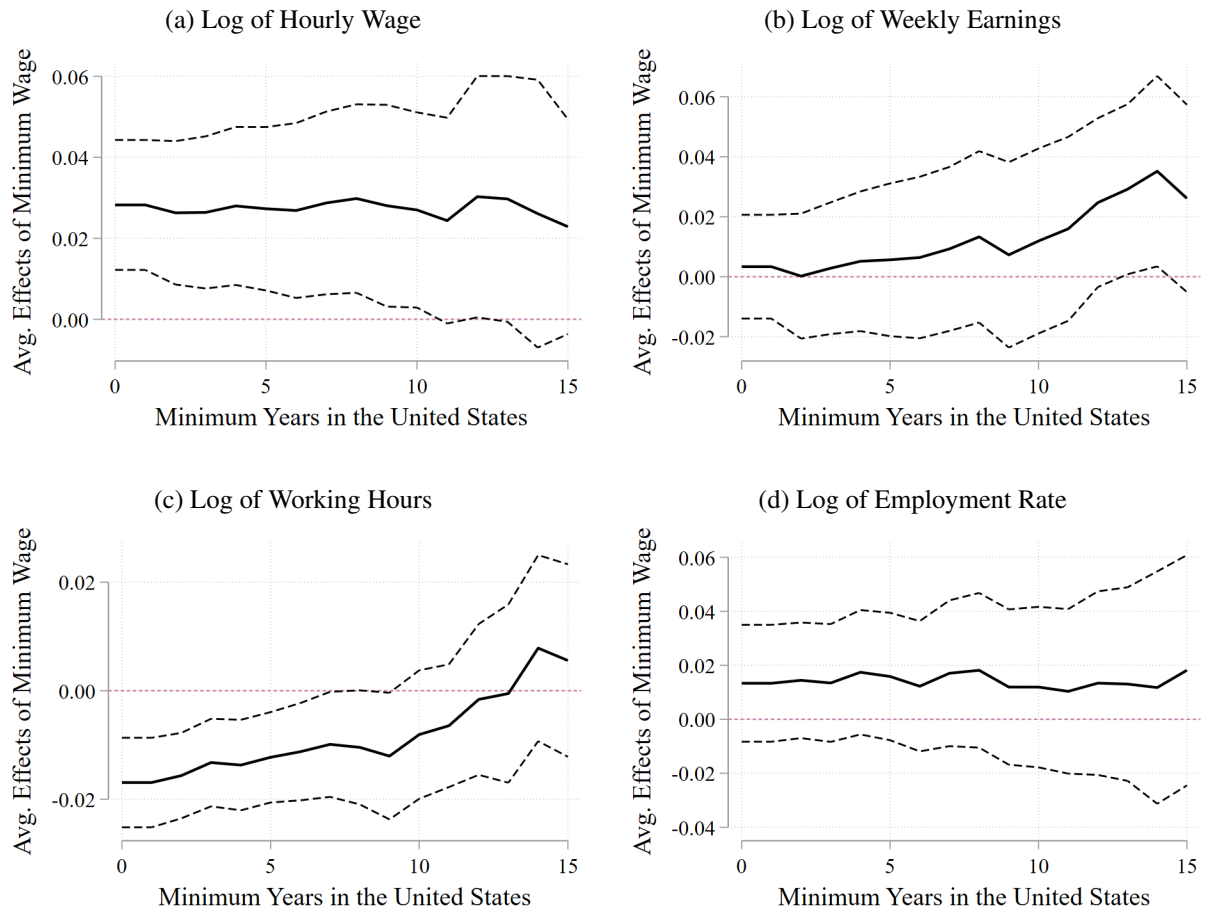 (a) Log of Hourly Wage
Avg. Effects of Minimum Wage
0.06
0.04
0.02
0.00
0 5 10 15
Minimum Years in the United States
(b) Log of Weekly Earnings
Avg. Effects of Minimum Wage
0.06
0.04
0.02
0.00
-0.02
0 5 10 15
Minimum Years in the United States
(c) Log of Working Hours
Avg. Effects of Minimum Wage
0.02
0.00
-0.02
0 5 10 15
Minimum Years in the United States
(d) Log of Employment Rate
Avg. Effects of Minimum Wage
0.06
0.04
0.02
0.00
-0.02
-0.04
0 5 10 15
Minimum Years in the United States